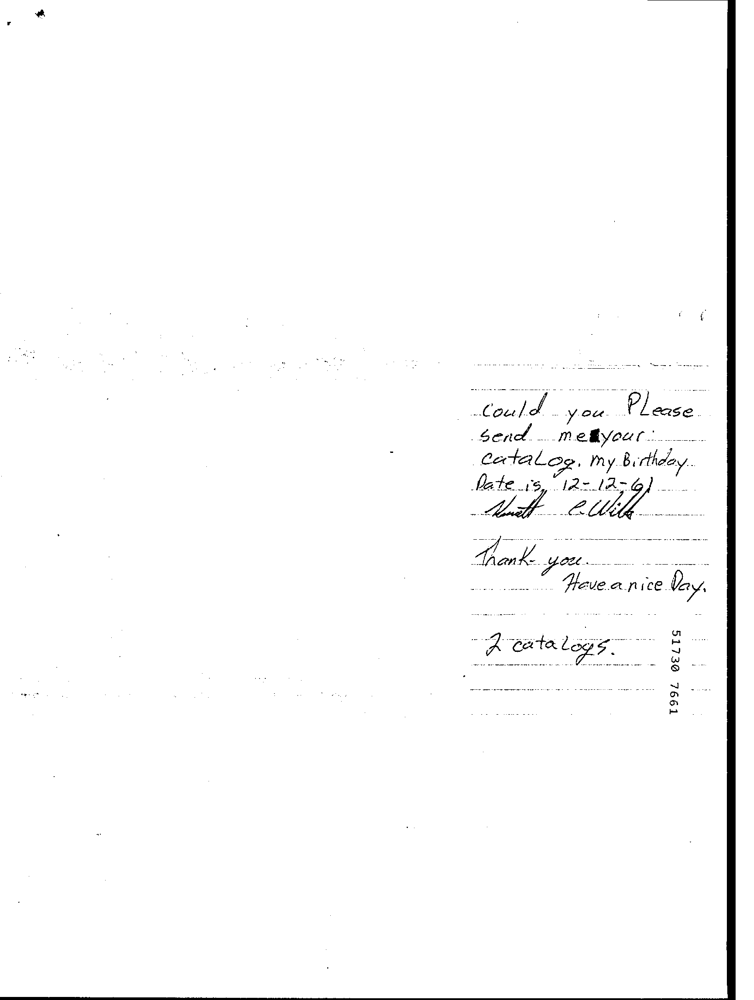 Could you PLease
send me your
cataLog. my Birthday
Date is, 12-12-61
Thank you.
Have a nice Day.
2 cataLogs.
51730 7661